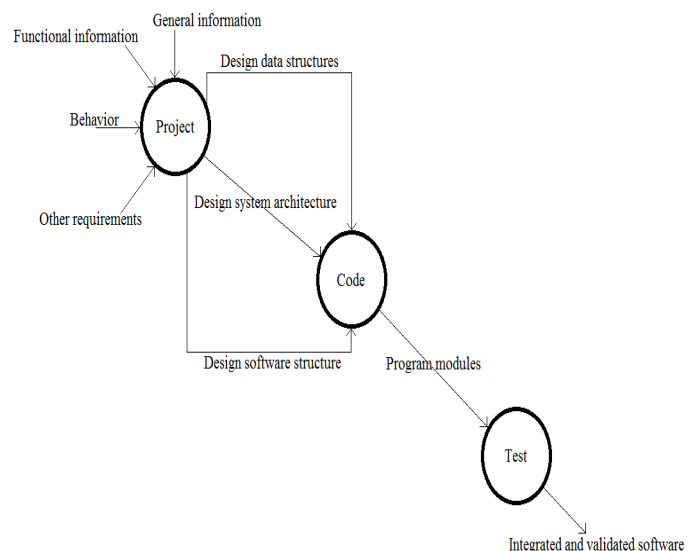 General information
Functional information
Design data structures
Behavior
Project
Design system architecture
Other requirements
Code
Design software structure
Program modules
Test
Integrated and validated software